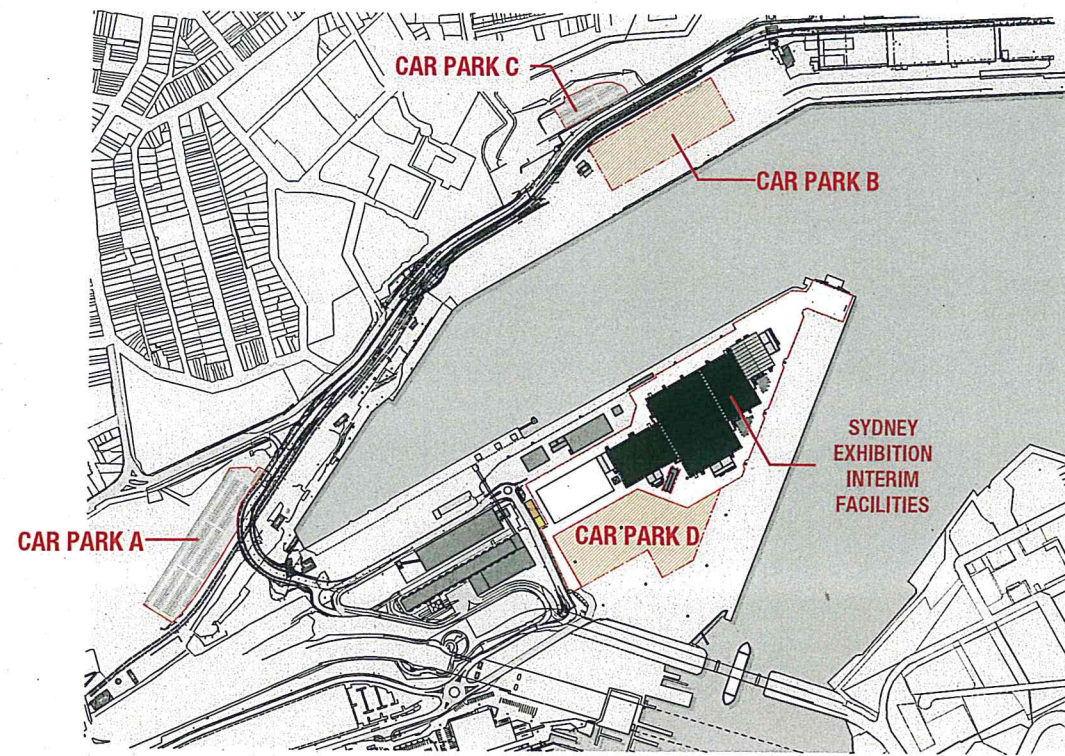 CAR PARK C
CAR PARK B
SYDNEY
EXHIBITION
INTERIM
FACILITIES
CAR PARK D
CAR PARK A